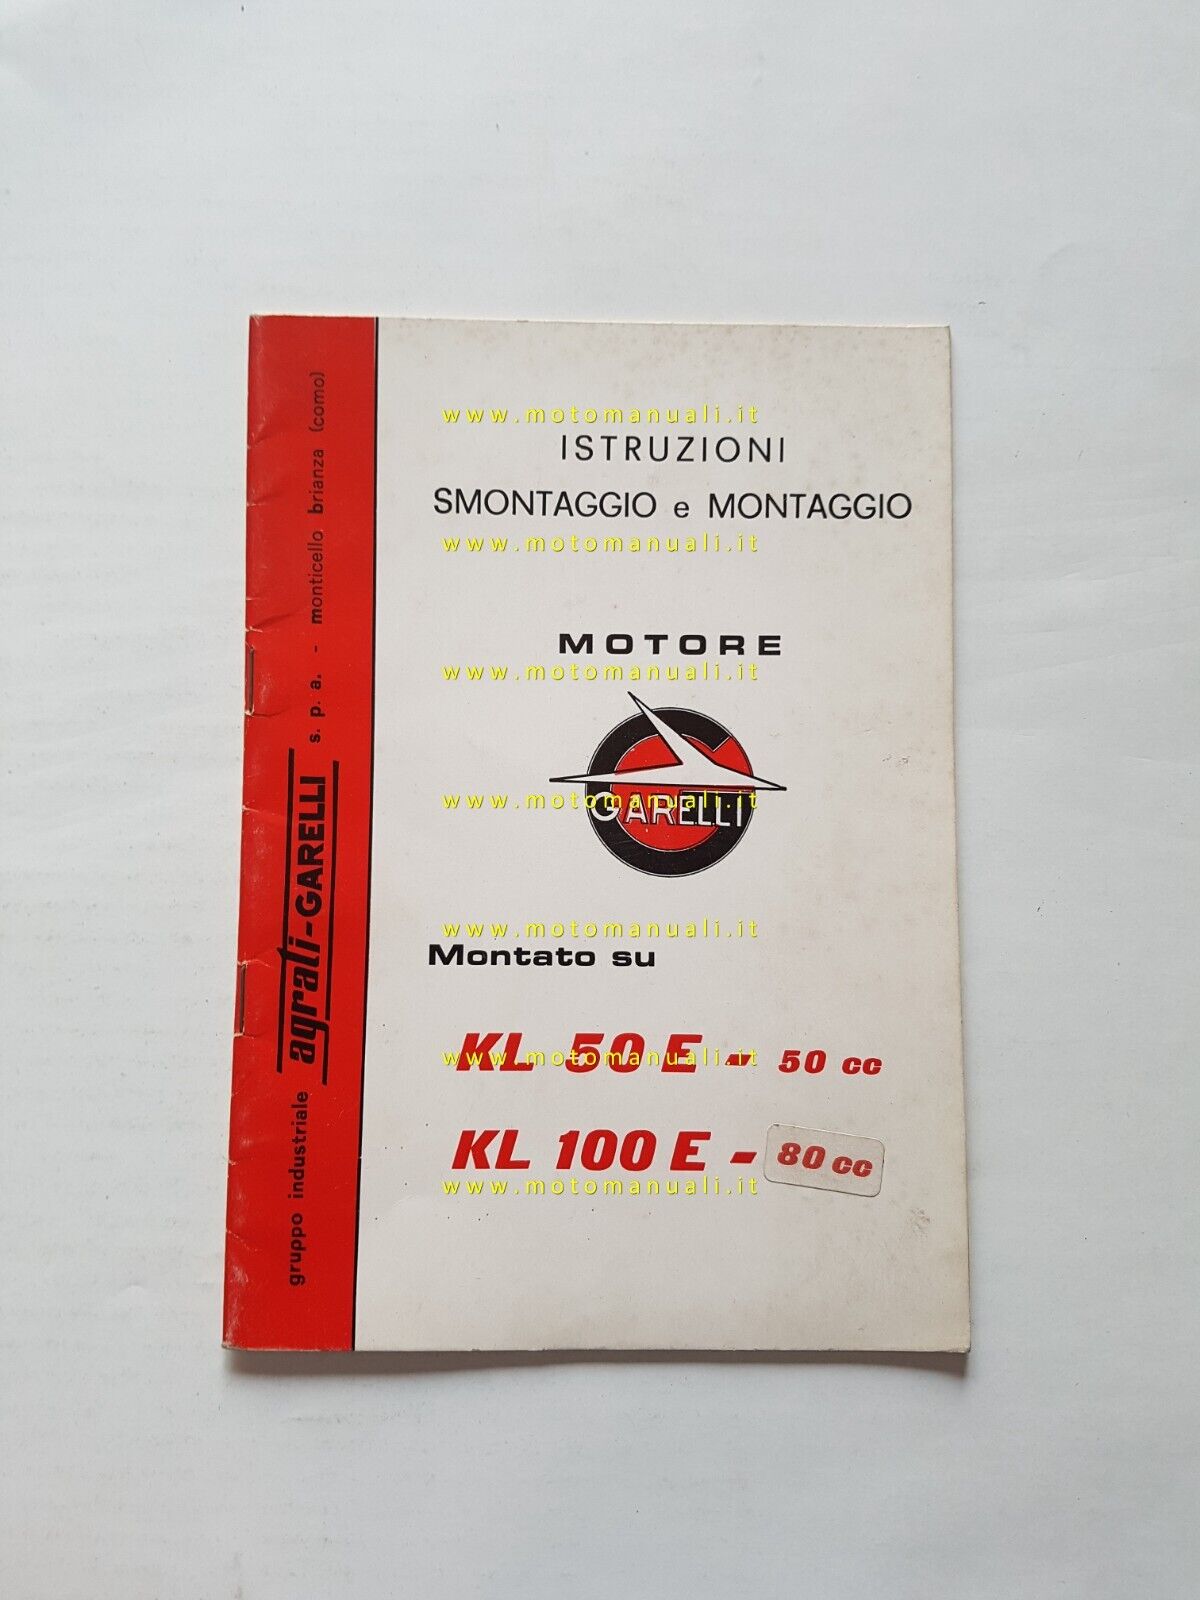 gruppo industriale agrati-GARELLI s. p. a. - monticello brianza (como)
www.motomanuali.it
ISTRUZIONI
SMONTAGGIO e MONTAGGIO
www.motomanuali.it
MOTORE
www.motomanuali.it
GARELLI
www.motomanuali.it
www.motomanuali.it
Montato su
KL 50 E - 50 cc
www.motomanuali.it
KL 100 E - 80 cc
www.motomanuali.it